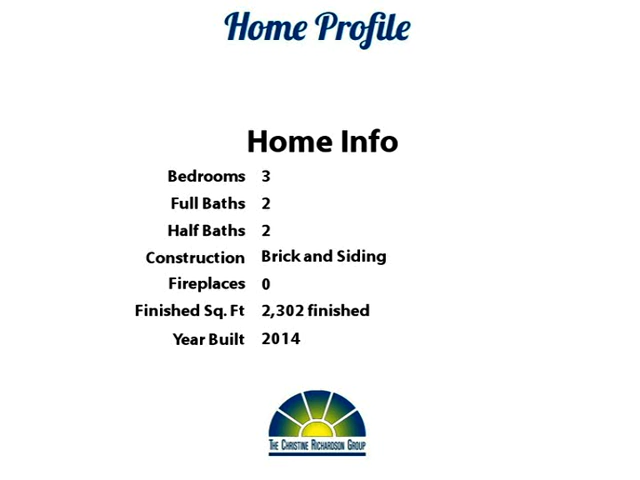 Home Profile
Home Info
Bedrooms 3
Full Baths 2
Half Baths 2
Construction Brick and Siding
Fireplaces 0
Finished Sq. Ft 2,302 finished
Year Built 2014
THE CHRISTINE RICHARDSON GROUP